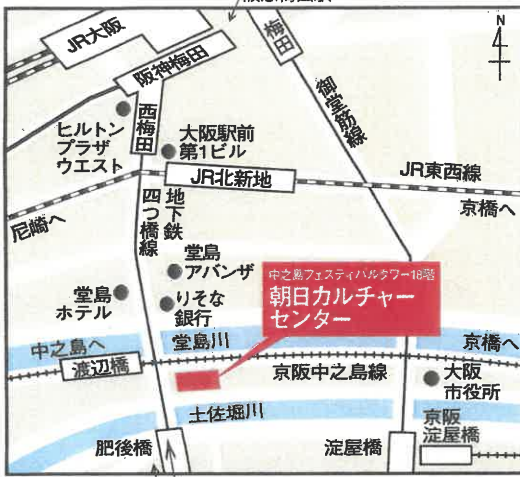 JR大阪
阪神梅田
梅田
N
西梅田
御堂筋線
ヒルトン
プラザ
ウエスト
大阪駅前
第1ビル
JR北新地
JR東西線
京橋へ
尼崎へ
地下鉄
四つ橋線
堂島
アバンザ
中之島フェスティバルタワー18階
朝日カルチャー
センター
堂島
ホテル
りそな
銀行
堂島川
中之島へ
京橋へ
渡辺橋
京阪中之島線
大阪
市役所
土佐堀川
肥後橋
淀屋橋
京阪
淀屋橋